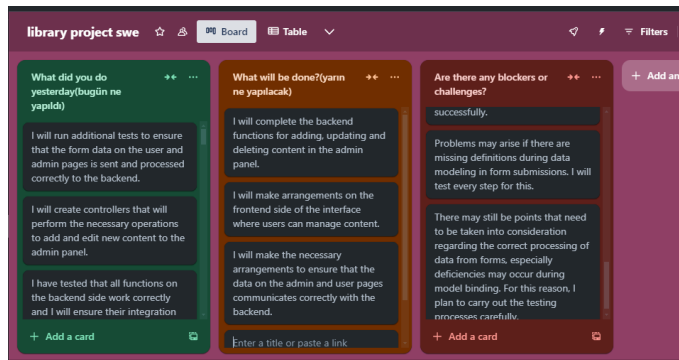 library project swe
Board
Table
Filters
What did you do
yesterday(bugün ne
yapıldı)
I will run additional tests to ensure
that the form data on the user and
admin pages is sent and processed
correctly to the backend.
I will create controllers that will
perform the necessary operations
to add and edit new content to the
admin panel.
I have tested that all functions on
the backend side work correctly
and I will ensure their integration
+ Add a card
What will be done?(yarın
ne yapılacak)
I will complete the backend
functions for adding, updating and
deleting content in the admin
panel.
I will make arrangements on the
frontend side of the interface
where users can manage content.
I will make the necessary
arrangements to ensure that the
data on the admin and user pages
communicates correctly with the
backend.
Enter a title or paste a link
Are there any blockers or
challenges?
successfully.
Problems may arise if there are
missing definitions during data
modeling in form submissions. I will
test every step for this.
There may still be points that need
to be taken into consideration
regarding the correct processing of
data from forms, especially
deficiencies may occur during
model binding. For this reason, I
plan to carry out the testing
processes carefully.
+ Add a card
+ Add an